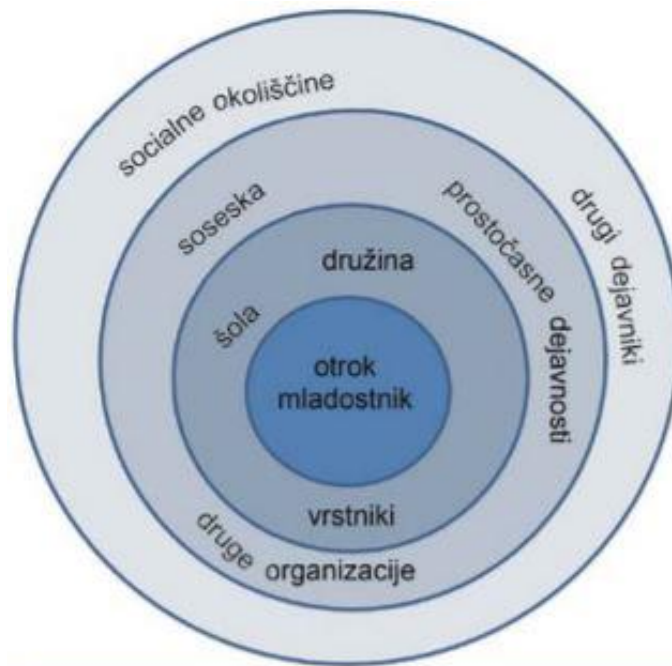 socialne okoliščine
drugi dejavniki
soseska
prostočasne dejavnosti
družina
šola
otrok
mladostnik
vrstniki
druge organizacije